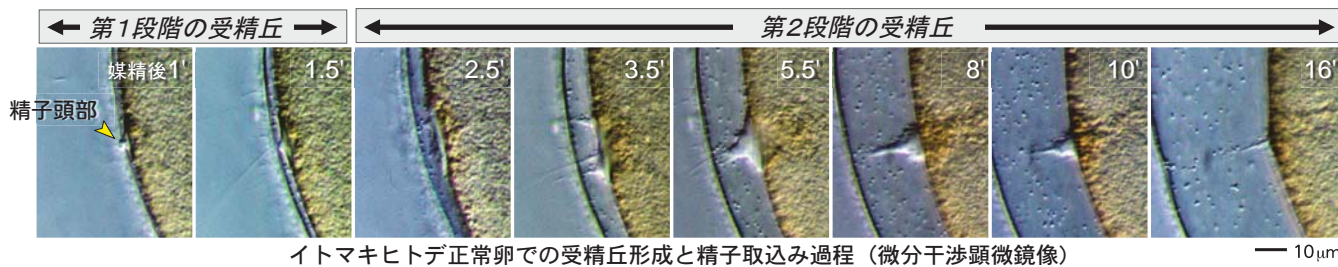 第1段階の受精丘
第2段階の受精丘
媒精後1'
1.5'
2.5'
3.5'
5.5'
8'
10'
16'
精子頭部
イトマキヒトデ正常卵での受精丘形成と精子取込み過程（微分干渉顕微鏡像）
10μm